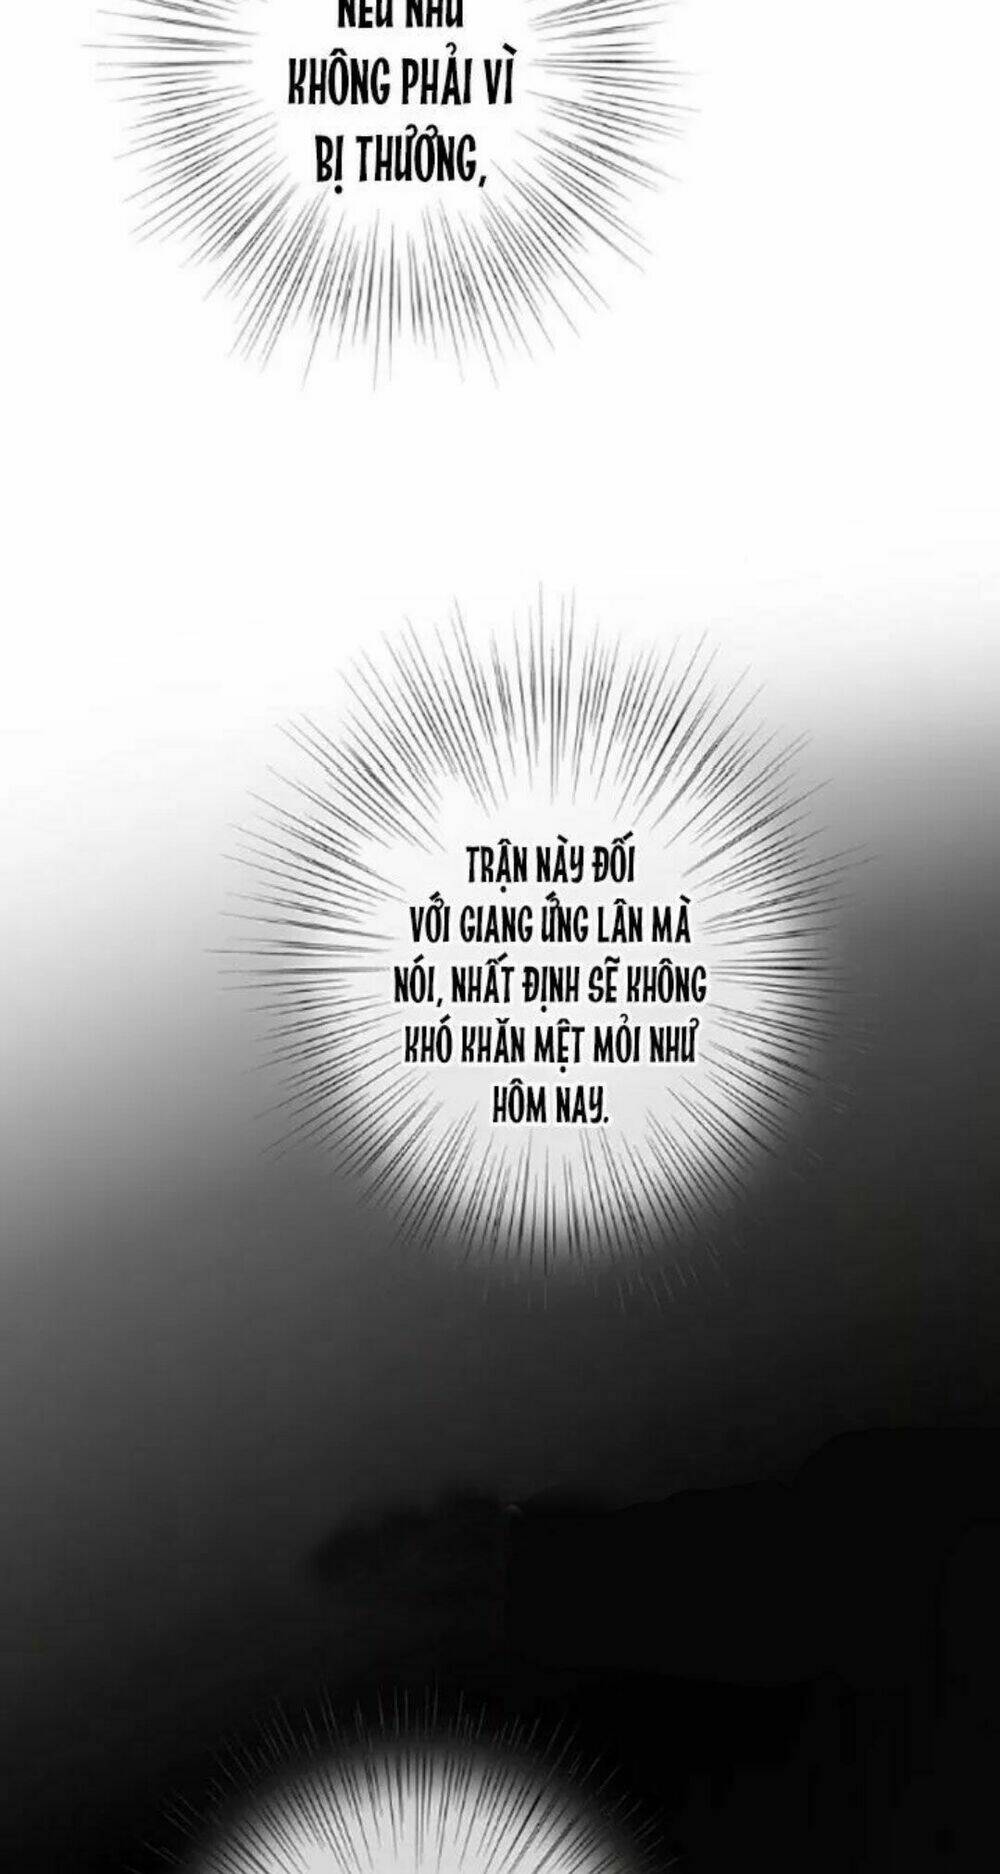 NẾU NHƯ
KHÔNG PHẢI VÌ
BỊ THƯƠNG,
TRẬN NÀY ĐỐI
VỚI GIANG ỨNG LÂN MÀ
NÓI, NHẤT ĐỊNH SẼ KHÔNG
KHÓ KHĂN MỆT MỎI NHƯ
HÔM NAY.